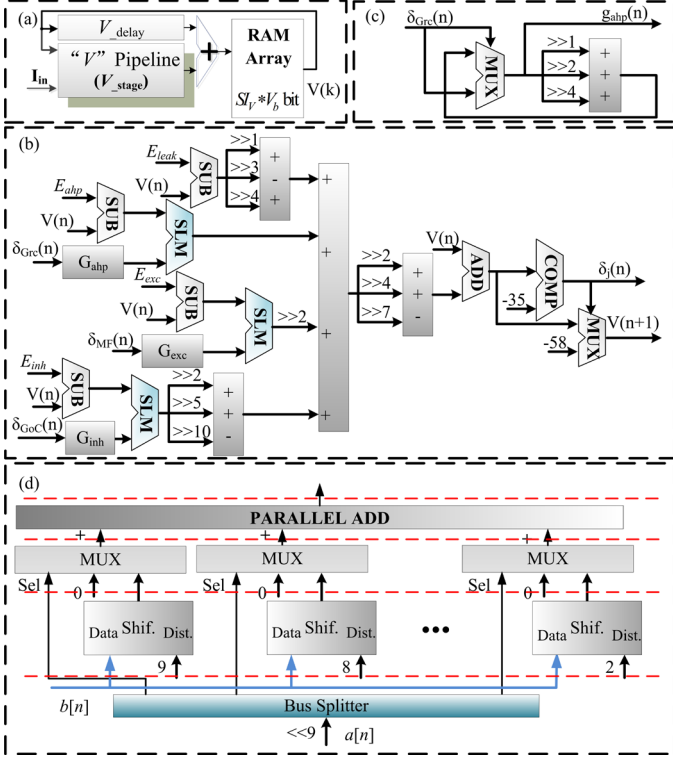 (a)
V_delay
"V" Pipeline
(V_stage)
I_in
+
RAM
Array
SI_V*V_b bit
V(k)
(c)
δ_Grc(n)
g_ahp(n)
MUX
>>1
>>2
>>4
+
+
+
(b)
E_leak
V(n)
SUB
>>1
>>3
>>4
+
-
+
E_ahp
V(n)
SUB
δ_Grc(n)
G_ahp
SLM
E_exc
V(n)
SUB
δ_MF(n)
G_exc
SLM
>>2
E_inh
V(n)
SUB
δ_GoC(n)
G_inh
SLM
>>2
>>5
>>10
+
+
-
+
+
+
+
>>2
>>4
>>7
+
+
-
V(n)
ADD
COMP
-35
δ_j(n)
MUX
-58
V(n+1)
(d)
PARALLEL ADD
+ + +
MUX MUX MUX
Sel Sel Sel
0 0 0
Data Shif. Dist. Data Shif. Dist. ••• Data Shif. Dist.
9 8 2
b[n]
Bus Splitter
<<9 a[n]